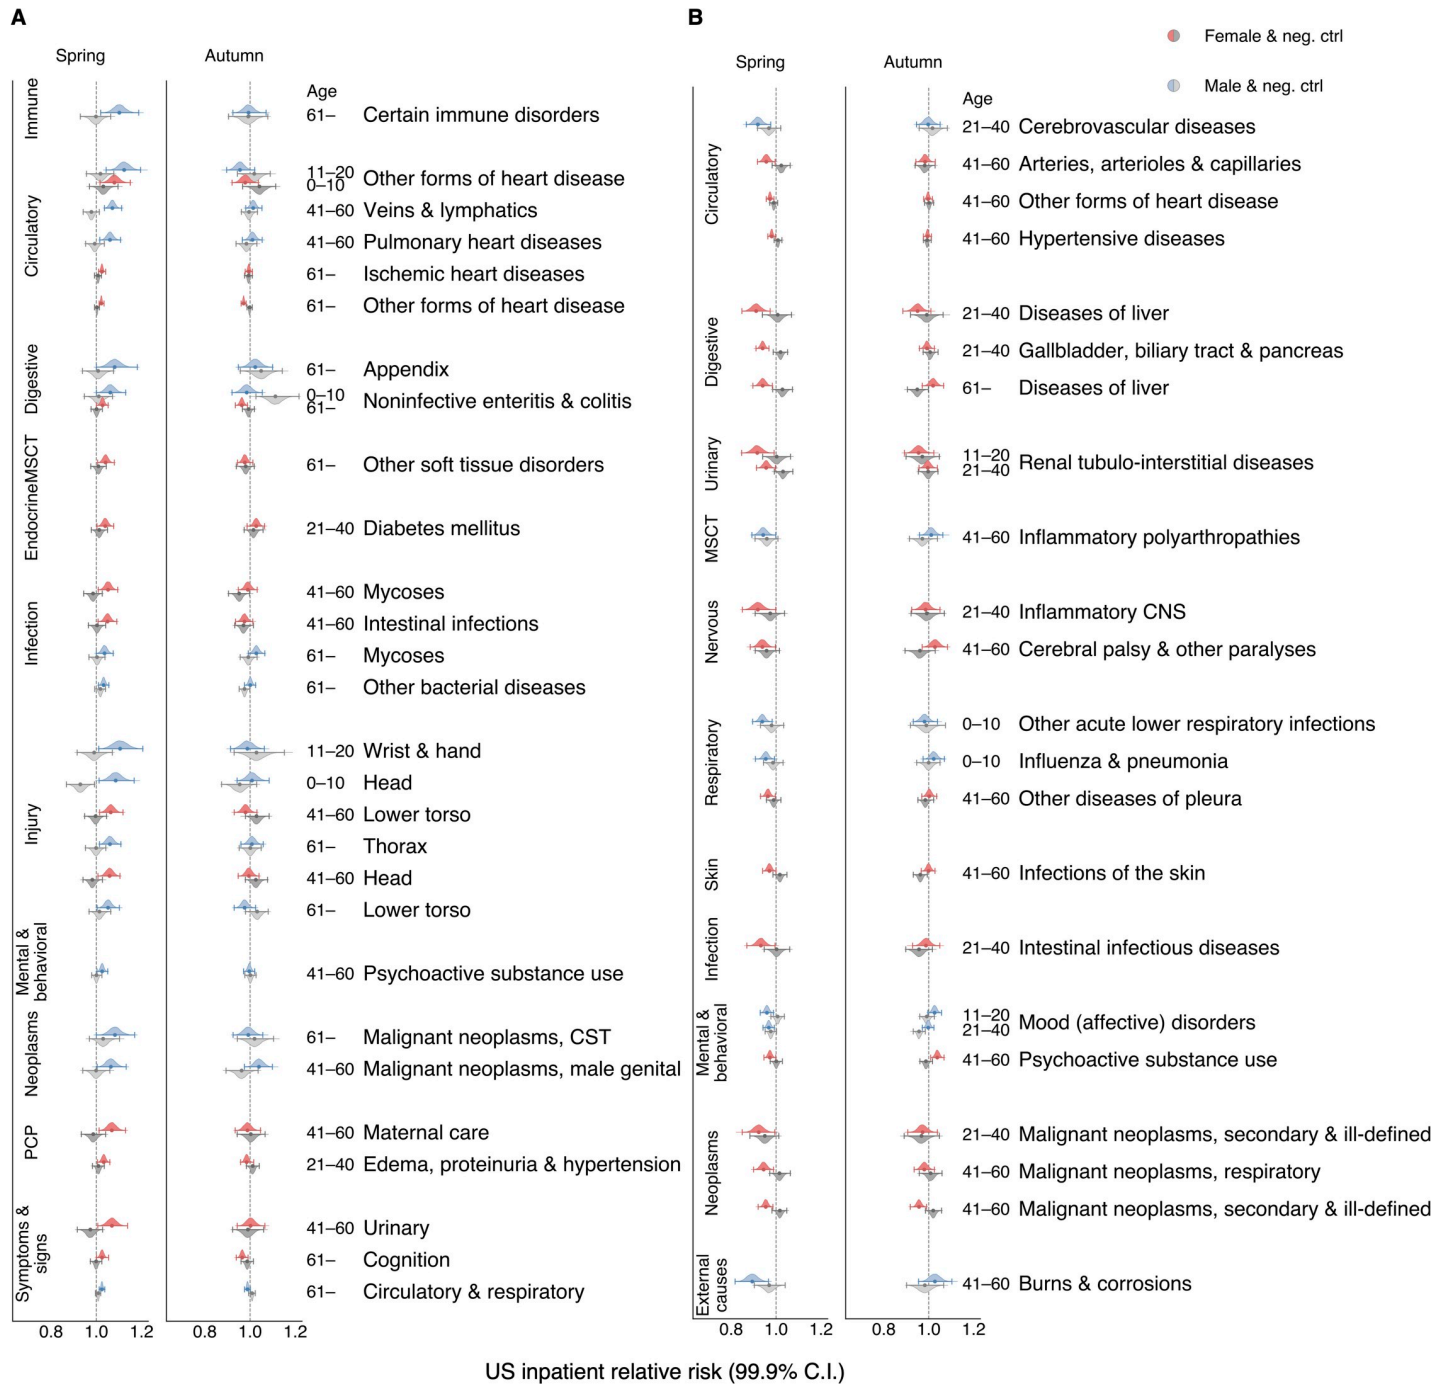 A
Spring
Autumn
Age
Immune
61– Certain immune disorders
Circulatory
11–20
0–10
Other forms of heart disease
41–60 Veins & lymphatics
41–60 Pulmonary heart diseases
61– Ischemic heart diseases
61– Other forms of heart disease
Digestive
61– Appendix
0–10
61–
Noninfective enteritis & colitis
MSCT
61– Other soft tissue disorders
Endocrine
21–40 Diabetes mellitus
Infection
41–60 Mycoses
41–60 Intestinal infections
61– Mycoses
61– Other bacterial diseases
Injury
11–20 Wrist & hand
0–10 Head
41–60 Lower torso
61– Thorax
41–60 Head
61– Lower torso
Mental &
behavioral
41–60 Psychoactive substance use
Neoplasms
61– Malignant neoplasms, CST
41–60 Malignant neoplasms, male genital
PCP
41–60 Maternal care
21–40 Edema, proteinuria & hypertension
Symptoms &
signs
41–60 Urinary
61– Cognition
61– Circulatory & respiratory
0.8 1.0 1.2
0.8 1.0 1.2
B
Female & neg. ctrl
Male & neg. ctrl
Spring
Autumn
Age
Circulatory
21–40 Cerebrovascular diseases
41–60 Arteries, arterioles & capillaries
41–60 Other forms of heart disease
41–60 Hypertensive diseases
Digestive
21–40 Diseases of liver
21–40 Gallbladder, biliary tract & pancreas
61– Diseases of liver
Urinary
11–20
21–40
Renal tubulo-interstitial diseases
MSCT
41–60 Inflammatory polyarthropathies
Nervous
21–40 Inflammatory CNS
41–60 Cerebral palsy & other paralyses
Respiratory
0–10 Other acute lower respiratory infections
0–10 Influenza & pneumonia
41–60 Other diseases of pleura
Skin
41–60 Infections of the skin
Infection
21–40 Intestinal infectious diseases
Mental &
behavioral
11–20
21–40
Mood (affective) disorders
41–60 Psychoactive substance use
Neoplasms
21–40 Malignant neoplasms, secondary & ill-defined
41–60 Malignant neoplasms, respiratory
41–60 Malignant neoplasms, secondary & ill-defined
External
causes
41–60 Burns & corrosions
0.8 1.0 1.2
0.8 1.0 1.2
US inpatient relative risk (99.9% C.I.)